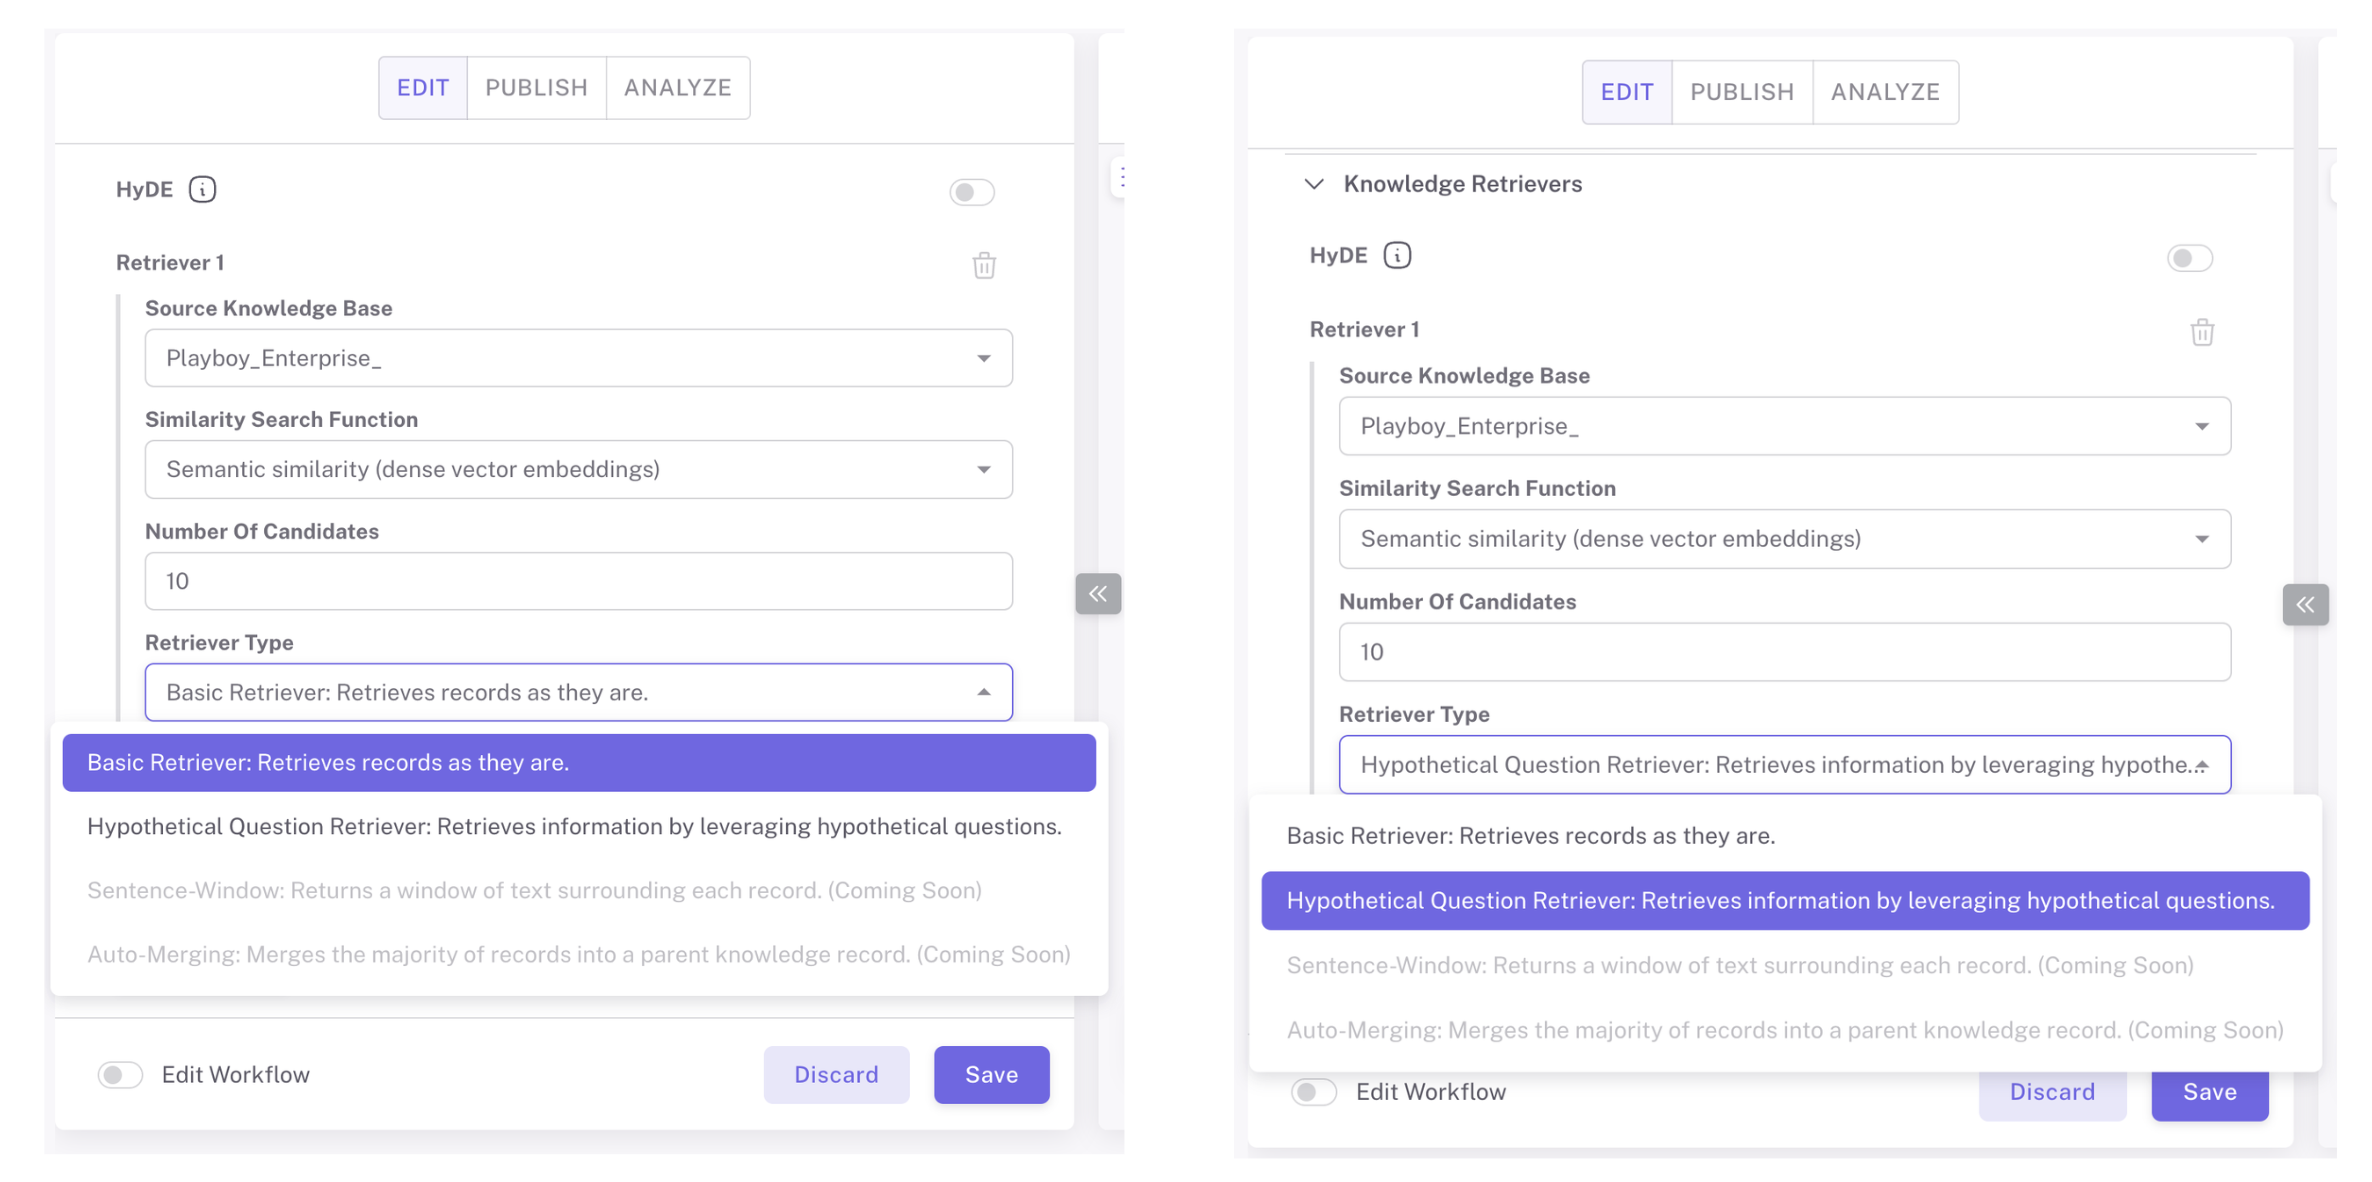 EDIT PUBLISH ANALYZE
HyDE
Retriever 1
Source Knowledge Base
Playboy_Enterprise_
Similarity Search Function
Semantic similarity (dense vector embeddings)
Number Of Candidates
10
Retriever Type
Basic Retriever: Retrieves records as they are.
Basic Retriever: Retrieves records as they are.
Hypothetical Question Retriever: Retrieves information by leveraging hypothetical questions.
Sentence-Window: Returns a window of text surrounding each record. (Coming Soon)
Auto-Merging: Merges the majority of records into a parent knowledge record. (Coming Soon)
Edit Workflow Discard Save
EDIT PUBLISH ANALYZE
Knowledge Retrievers
HyDE
Retriever 1
Source Knowledge Base
Playboy_Enterprise_
Similarity Search Function
Semantic similarity (dense vector embeddings)
Number Of Candidates
10
Retriever Type
Hypothetical Question Retriever: Retrieves information by leveraging hypothe...
Basic Retriever: Retrieves records as they are.
Hypothetical Question Retriever: Retrieves information by leveraging hypothetical questions.
Sentence-Window: Returns a window of text surrounding each record. (Coming Soon)
Auto-Merging: Merges the majority of records into a parent knowledge record. (Coming Soon)
Edit Workflow Discard Save